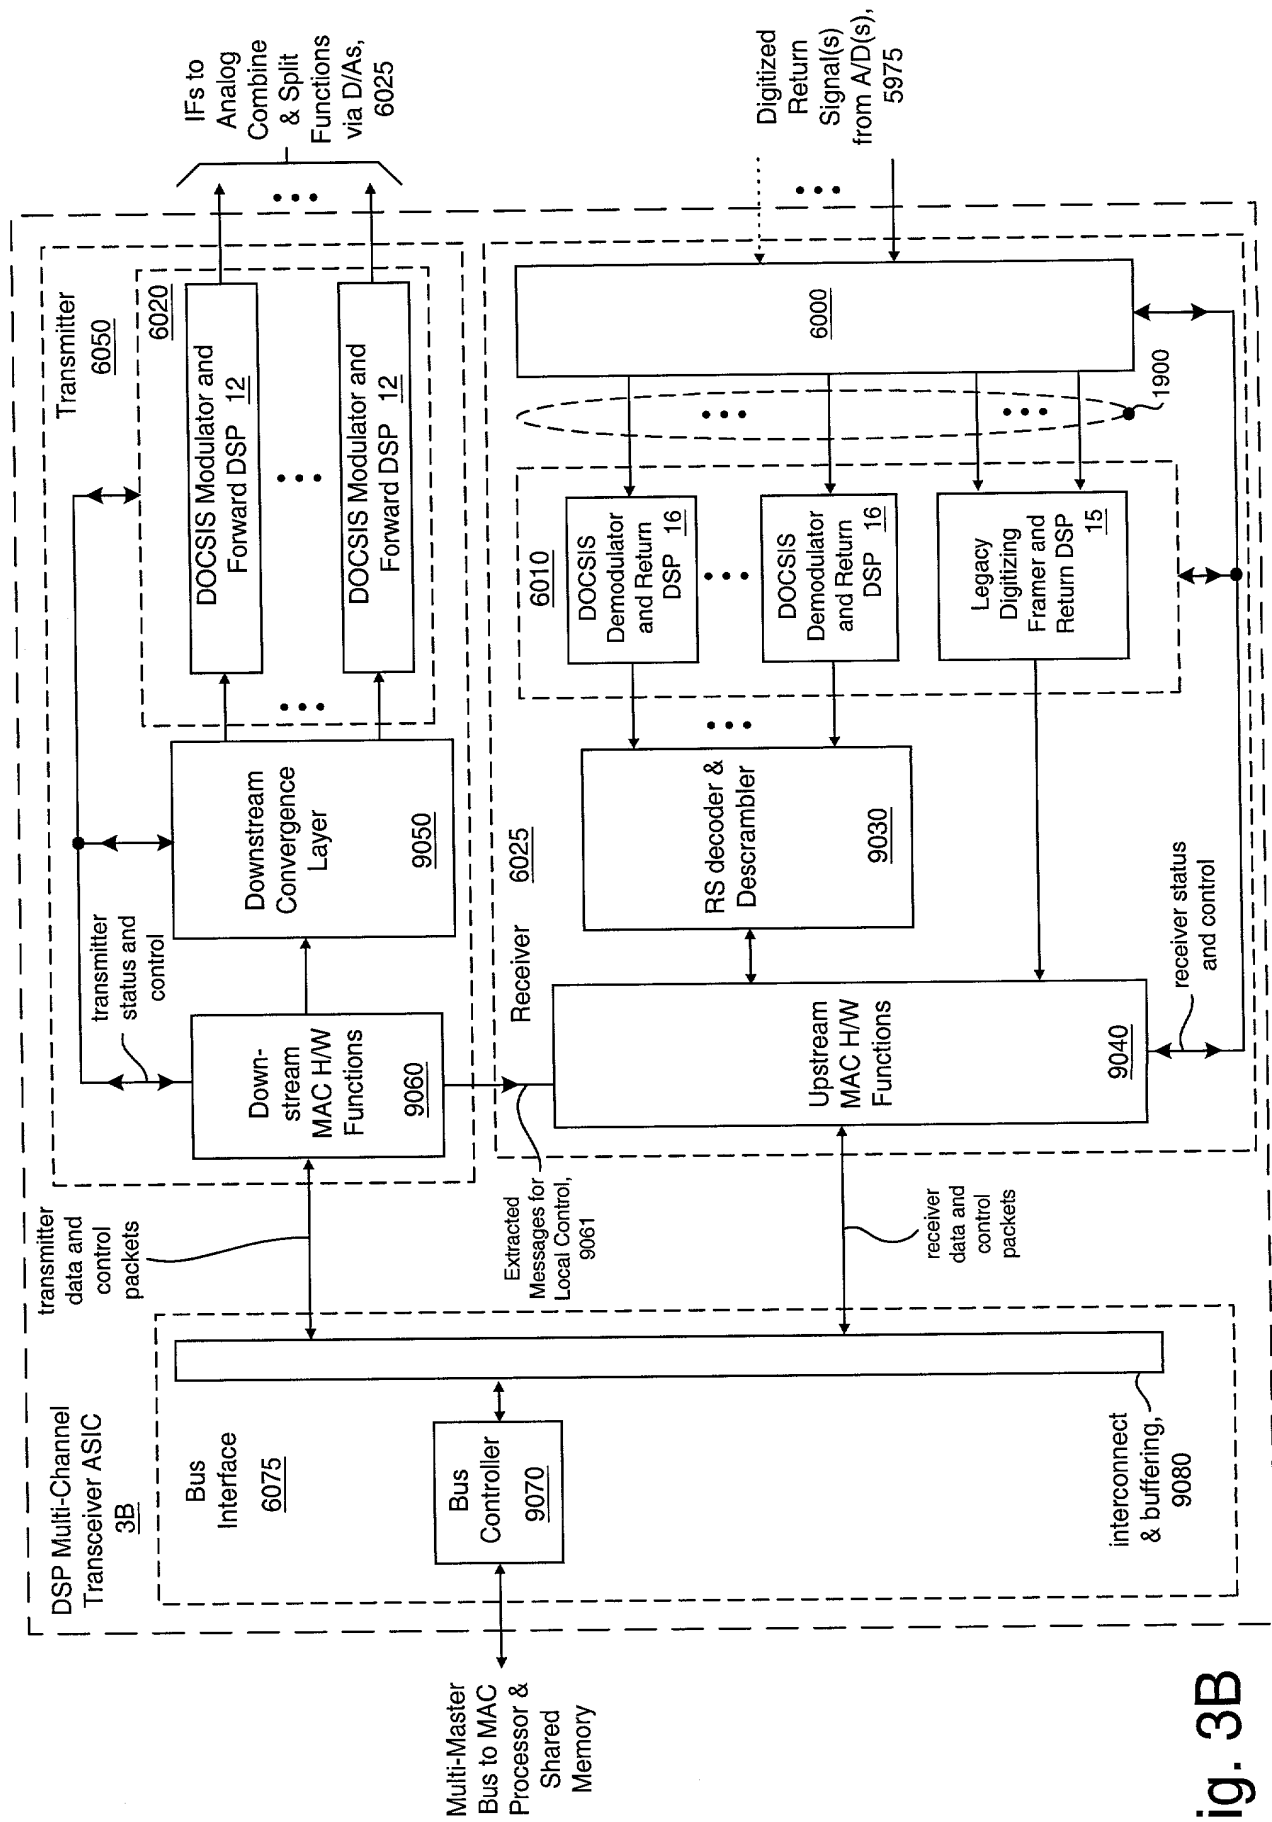 DSP Multi-Channel
Transceiver ASIC
3B
Bus
Interface
6075
Bus
Controller
9070
Multi-Master
Bus to MAC
Processor &
Shared
Memory
interconnect
& buffering,
9080
transmitter
data and
control
packets
Extracted
Messages for
Local Control,
9061
receiver
data and
control
packets
Transmitter
6050
transmitter
status and
control
Down-
stream
MAC H/W
Functions
9060
Downstream
Convergence
Layer
9050
6020
DOCSIS Modulator and
Forward DSP 12
DOCSIS Modulator and
Forward DSP 12
IFs to
Analog
Combine
& Split
Functions
via D/As,
6025
Receiver 6025
Upstream
MAC H/W
Functions
9040
RS decoder &
Descrambler
9030
6010
DOCSIS
Demodulator
and Return
DSP 16
DOCSIS
Demodulator
and Return
DSP 16
Legacy
Digitizing
Framer and
Return DSP
15
6000
1900
Digitized
Return
Signal(s)
from A/D(s),
5975
receiver status
and control
ig. 3B